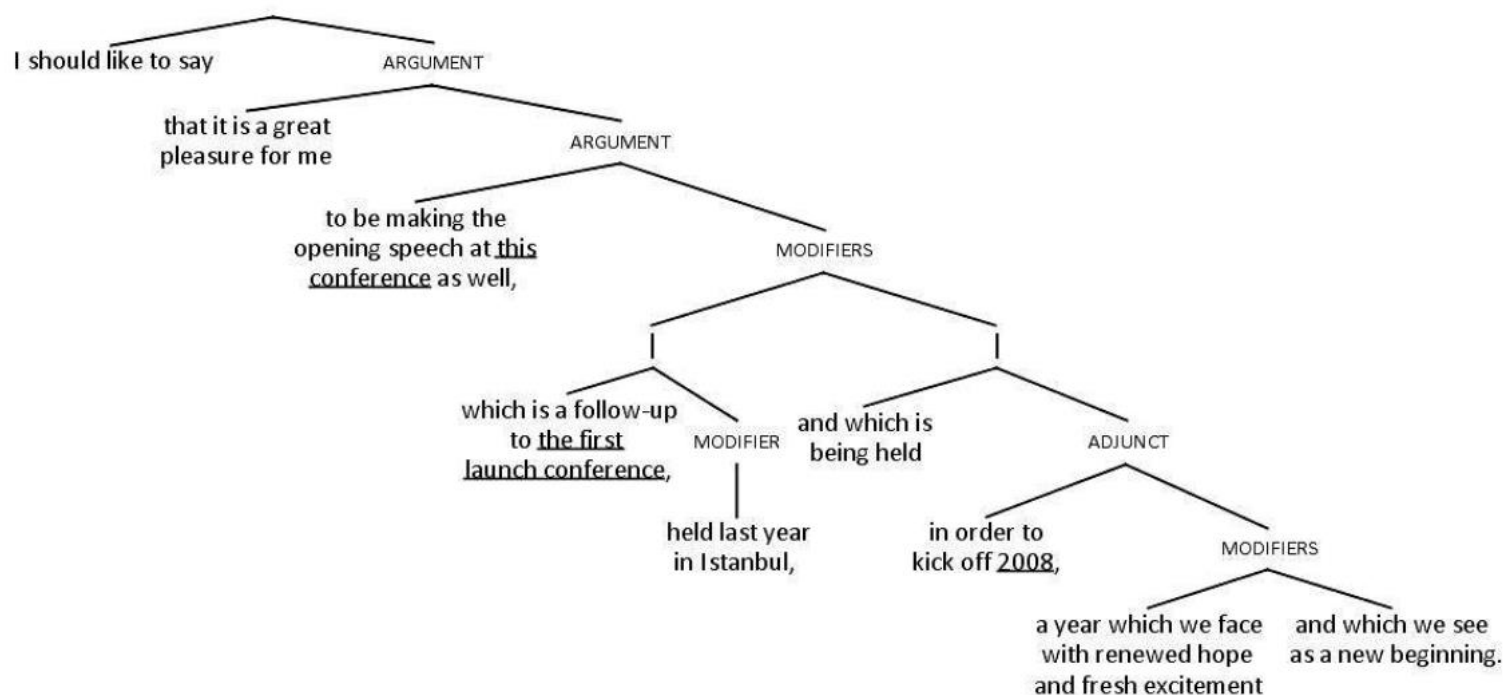 I should like to say
ARGUMENT
that it is a great
pleasure for me
ARGUMENT
to be making the
opening speech at this
conference as well,
MODIFIERS
which is a follow-up
to the first
launch conference,
MODIFIER
held last year
in Istanbul,
and which is
being held
ADJUNCT
in order to
kick off 2008,
MODIFIERS
a year which we face
with renewed hope
and fresh excitement
and which we see
as a new beginning.